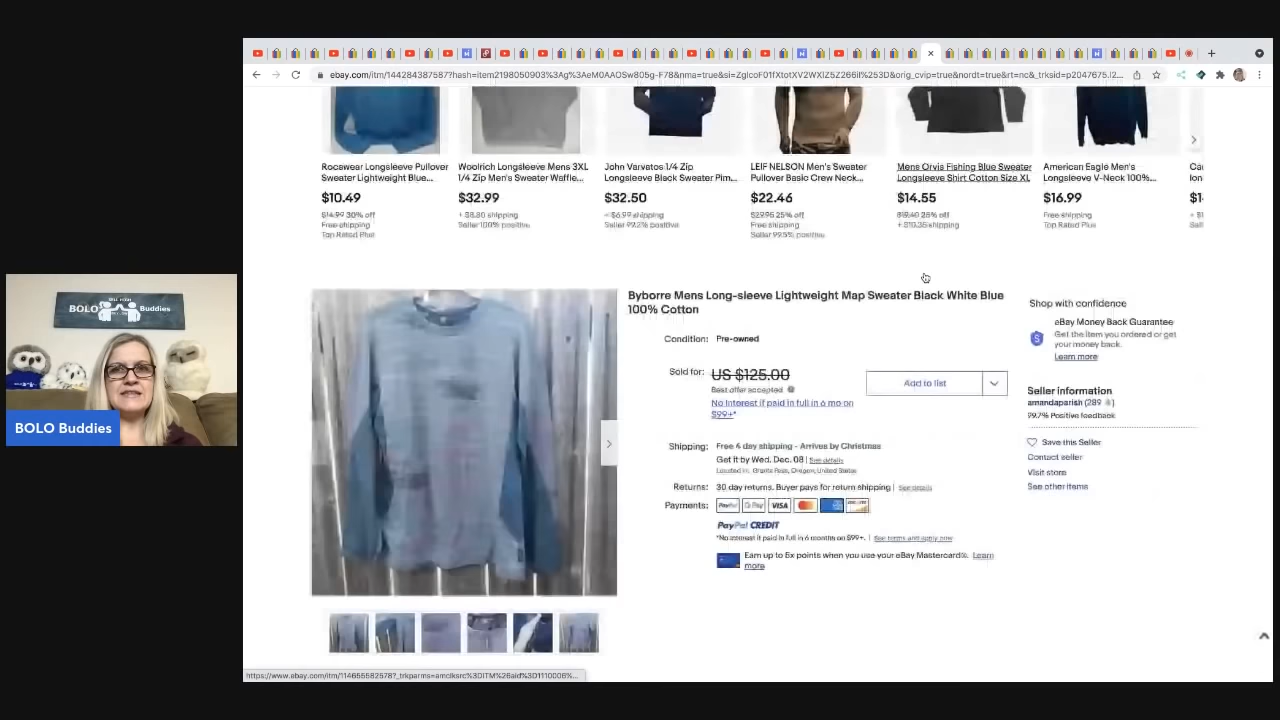 ebay.com/itm/144284387587?hash=item2198050903%3Ag%3AeM0AAOSw805g-F78&nma=true&si=ZglcoF01fXtotXV2WXIZ5Z266iI%253D&orig_cvip=true&nordt=true&rt=nc&_trksid=p2047675.l2...
Rocawear Longsleeve Pullover
Sweater Lightweight Blue...
$10.49
$14.99 30% off
Free shipping
Top Rated Plus
Woolrich Longsleeve Mens 3XL
1/4 Zip Men's Sweater Waffle...
$32.99
+ $8.80 shipping
Seller 100% positive
John Varvatos 1/4 Zip
Longsleeve Black Sweater Pim...
$32.50
+ $6.99 shipping
Seller 99.2% positive
LEIF NELSON Men's Sweater
Pullover Basic Crew Neck...
$22.46
$29.95 25% off
Free shipping
Seller 99.5% positive
Mens Orvis Fishing Blue Sweater
Longsleeve Shirt Cotton Size XL
$14.55
$19.40 25% off
+ $10.35 shipping
American Eagle Men's
Longsleeve V-Neck 100%...
$16.99
Free shipping
Top Rated Plus
Ca
lon
$1
Sell
BOLO
Buddies
BOLO Buddies
Byborre Mens Long-sleeve Lightweight Map Sweater Black White Blue
100% Cotton
Condition: Pre-owned
Sold for: US $125.00
Best offer accepted
No Interest if paid in full in 6 mo on
$99+*
Add to list
Shipping: Free 4 day shipping - Arrives by Christmas
Get it by Wed, Dec. 08 | See details
Located in: Grants Pass, Oregon, United States
Returns: 30 day returns. Buyer pays for return shipping | See details
Payments: PayPal G Pay VISA
PayPal CREDIT
*No interest if paid in full in 6 months on $99+. | See terms and apply now
Earn up to 5x points when you use your eBay Mastercard®. Learn
more
Shop with confidence
eBay Money Back Guarantee
Get the item you ordered or get
your money back.
Learn more
Seller information
amandaparish (289
99.7% Positive feedback
Save this Seller
Contact seller
Visit store
See other items
https://www.ebay.com/itm/114655582578?_trkparms=amclksrc%3DITM%26aid%3D1110006%...